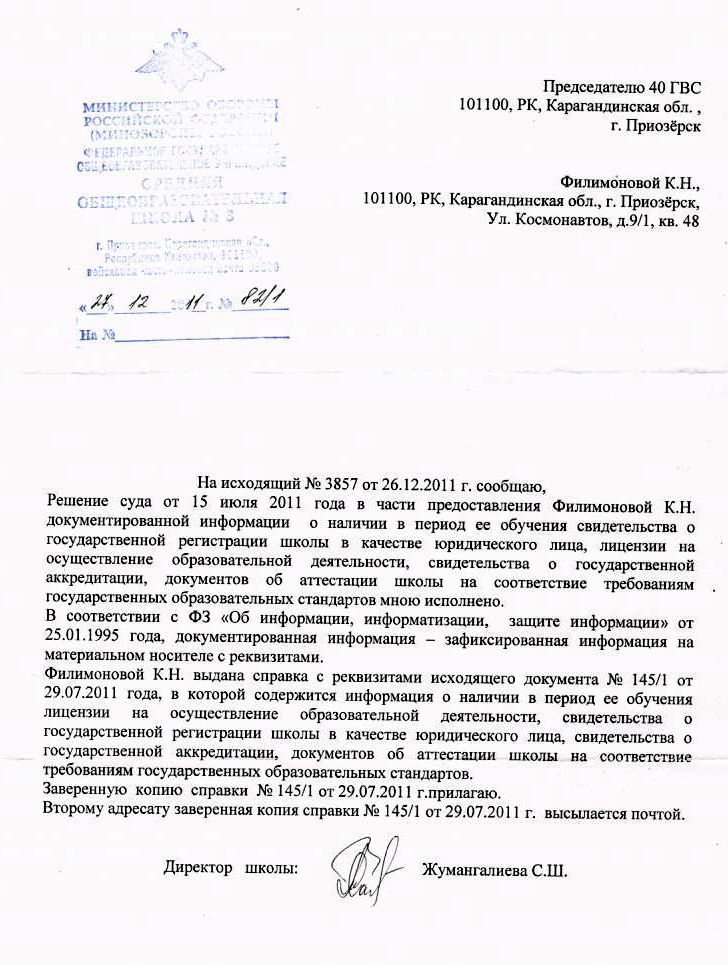 МИНИСТЕРСТВО ОБОРОНЫ
РОССИЙСКОЙ ФЕДЕРАЦИИ
(МИНОБОРОНЫ РОССИИ)
ФЕДЕРАЛЬНОЕ
ОБЩЕОБРАЗОВАТЕЛЬНОЕ УЧРЕЖДЕНИЕ
СРЕДНЯЯ
ОБЩЕОБРАЗОВАТЕЛЬНАЯ
ШКОЛА № 3
г. Приозерск, Карагандинская обл.,
Республика Казахстан, 101100,
«27» 12 2011 г. № 82/1
На №
Председателю 40 ГВС
101100, РК, Карагандинская обл. ,
г. Приозёрск
Филимоновой К.Н.,
101100, РК, Карагандинская обл., г. Приозёрск,
Ул. Космонавтов, д.9/1, кв. 48
На исходящий № 3857 от 26.12.2011 г. сообщаю,
Решение суда от 15 июля 2011 года в части предоставления Филимоновой К.Н.
документированной информации о наличии в период ее обучения свидетельства о
государственной регистрации школы в качестве юридического лица, лицензии на
осуществление образовательной деятельности, свидетельства о государственной
аккредитации, документов об аттестации школы на соответствие требованиям
государственных образовательных стандартов мною исполнено.
В соответствии с ФЗ «Об информации, информатизации, защите информации» от
25.01.1995 года, документированная информация – зафиксированная информация на
материальном носителе с реквизитами.
Филимоновой К.Н. выдана справка с реквизитами исходящего документа № 145/1 от
29.07.2011 года, в которой содержится информация о наличии в период ее обучения
лицензии на осуществление образовательной деятельности, свидетельства о
государственной регистрации школы в качестве юридического лица, свидетельства о
государственной аккредитации, документов об аттестации школы на соответствие
требованиям государственных образовательных стандартов.
Заверенную копию справки № 145/1 от 29.07.2011 г.прилагаю.
Второму адресату заверенная копия справки № 145/1 от 29.07.2011 г. высылается почтой.
Директор школы: Жумангалиева С.Ш.